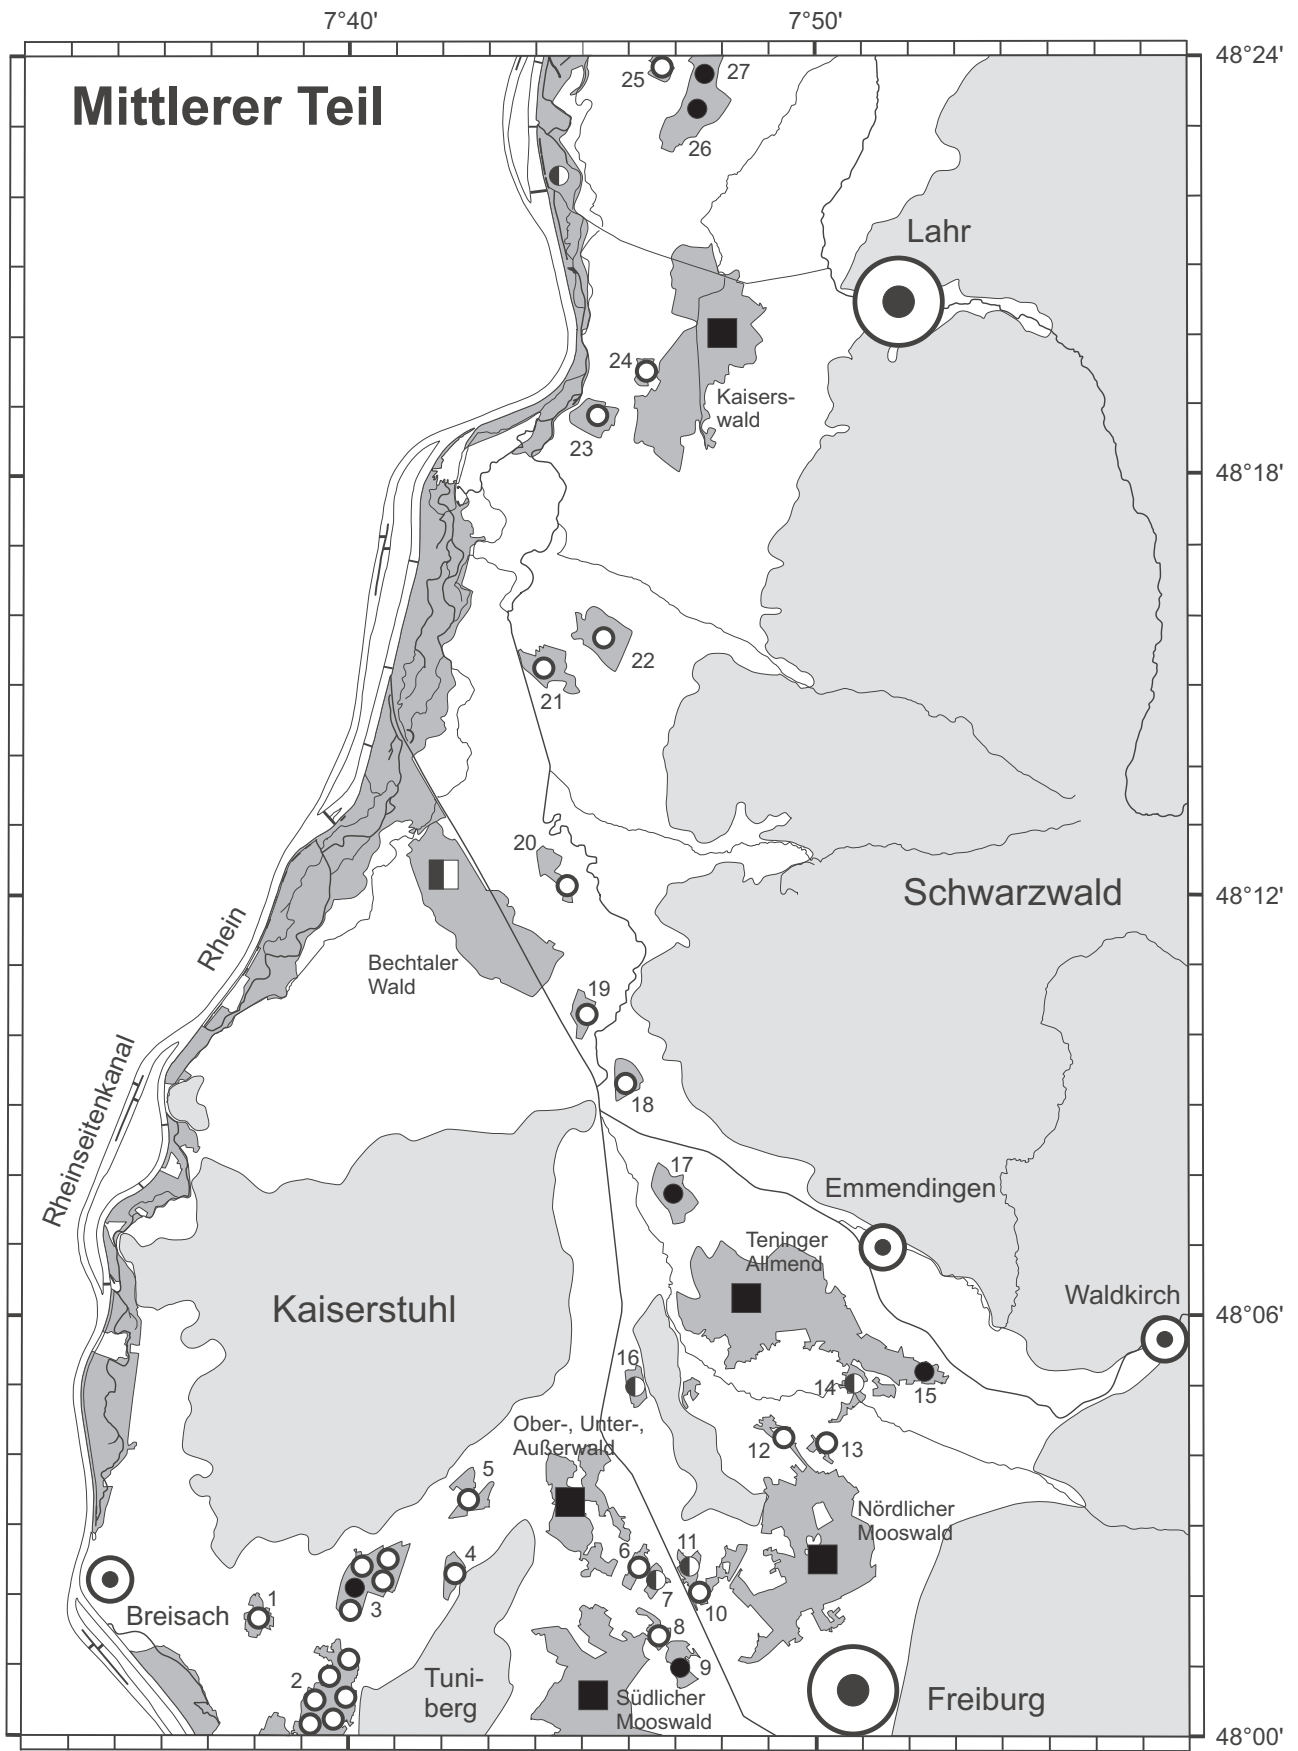 7°40'
7°50'
48°24'
Mittlerer Teil
25
27
26
Lahr
24
Kaisers-
wald
23
48°18'
22
21
20
Schwarzwald
48°12'
Rhein
Bechtaler
Wald
19
Rheinseitenkanal
18
17
Emmendingen
Teninger
Allmend
Kaiserstuhl
Waldkirch
48°06'
16
14
15
Ober-, Unter-,
Außerwald
12
13
5
Nördlicher
Mooswald
4
6
11
7
10
1
Breisach
3
8
9
2
Tuni-
berg
Südlicher
Mooswald
Freiburg
48°00'